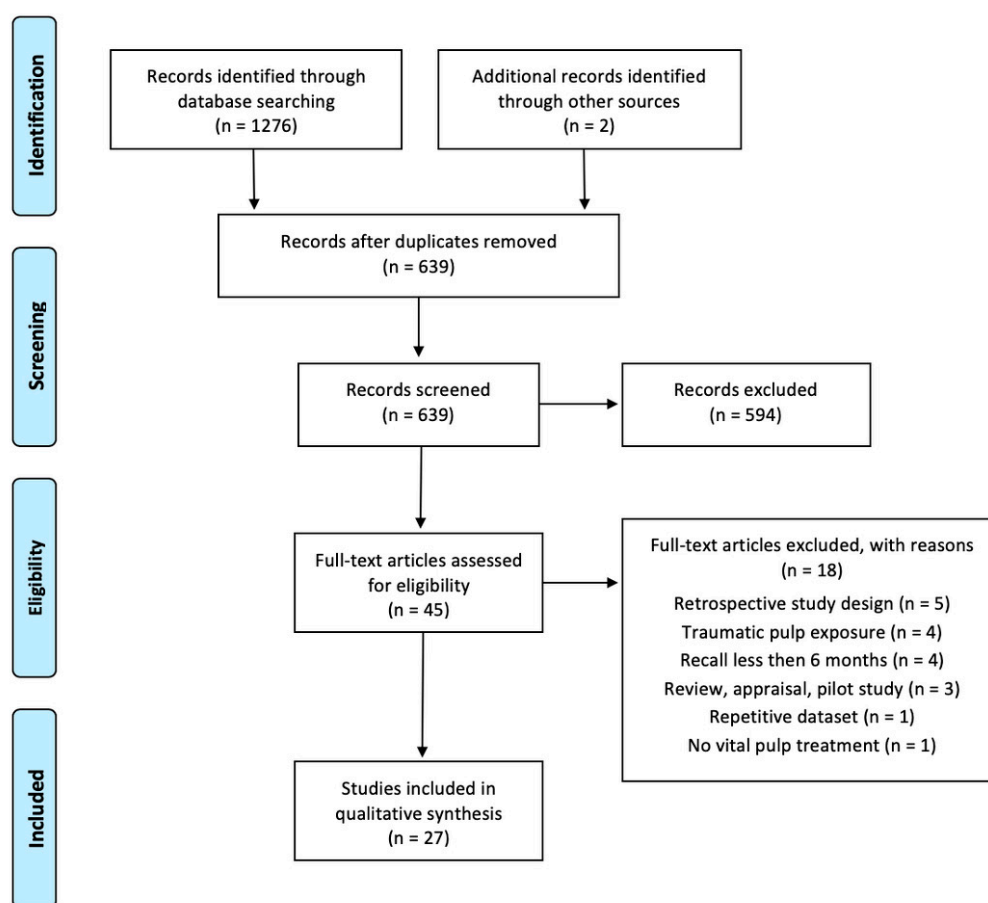 Identification
Records identified through
database searching
(n = 1276)
Additional records identified
through other sources
(n = 2)
Records after duplicates removed
(n = 639)
Screening
Records screened
(n = 639)
Records excluded
(n = 594)
Eligibility
Full-text articles assessed
for eligibility
(n = 45)
Full-text articles excluded, with reasons
(n = 18)
Retrospective study design (n = 5)
Traumatic pulp exposure (n = 4)
Recall less then 6 months (n = 4)
Review, appraisal, pilot study (n = 3)
Repetitive dataset (n = 1)
No vital pulp treatment (n = 1)
Included
Studies included in
qualitative synthesis
(n = 27)